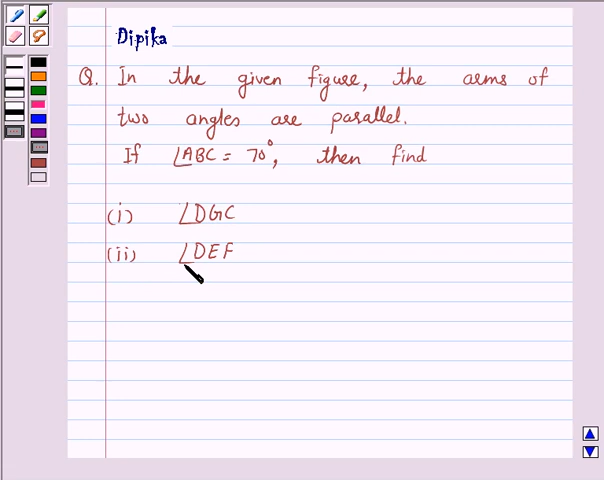 Dipika
Q. In the given figure, the arms of
two angles are parallel.
If ∠ABC = 70°, then find
(i) ∠DGC
(ii) ∠DEF